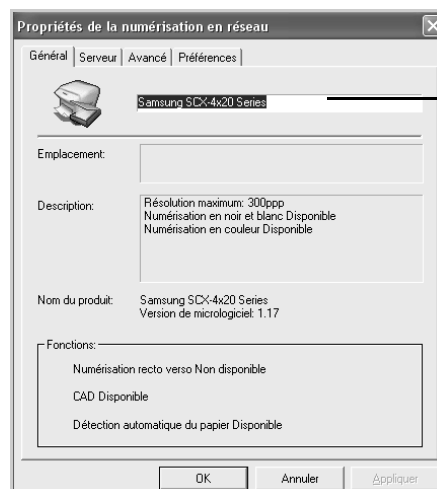 Propriétés de la numérisation en réseau
Général Serveur Avancé Préférences
Samsung SCX-4x20 Series
Emplacement:
Description:
Résolution maximum: 300ppp
Numérisation en noir et blanc Disponible
Numérisation en couleur Disponible
Nom du produit:
Samsung SCX-4x20 Series
Version de micrologiciel: 1.17
Fonctions:
Numérisation recto verso Non disponible
CAD Disponible
Détection automatique du papier Disponible
OK Annuler Appliquer